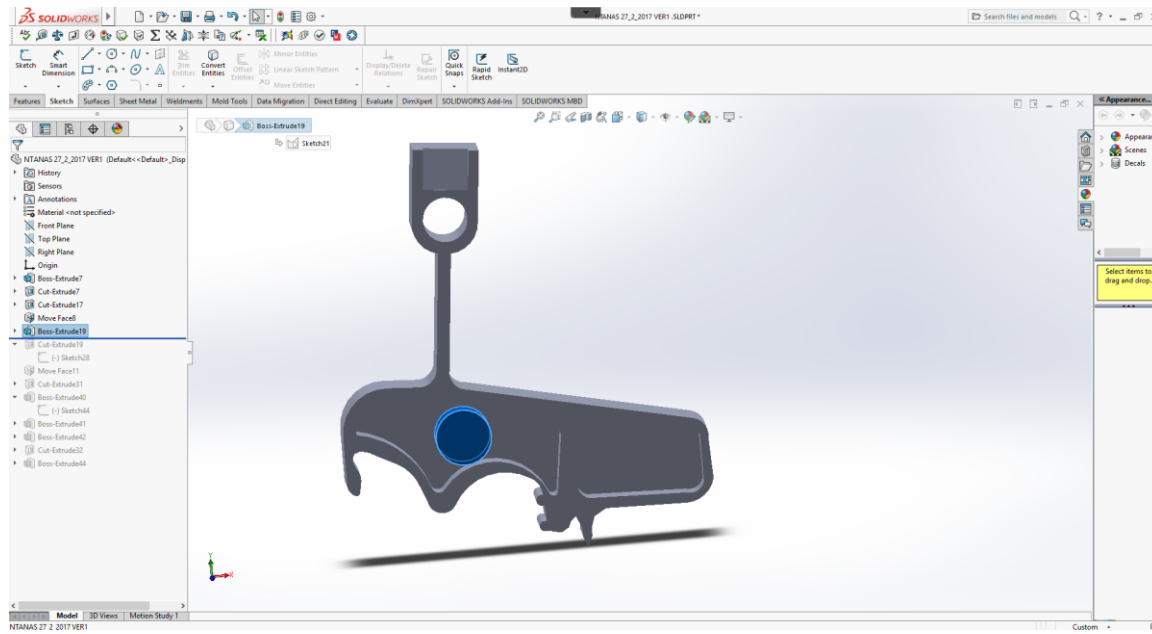 SOLIDWORKS
NTANAS 27_2_2017 VER1 .SLDPRT *
Search files and models
Sketch
Smart Dimension
Trim Entities
Convert Entities
Offset Entities
Mirror Entities
Linear Sketch Pattern
Move Entities
Display/Delete Relations
Repair Sketch
Quick Snaps
Rapid Sketch
Instant2D
Features Sketch Surfaces Sheet Metal Weldments Mold Tools Data Migration Direct Editing Evaluate DimXpert SOLIDWORKS Add-Ins SOLIDWORKS MBD
Boss-Extrude19
Sketch21
NTANAS 27_2_2017 VER1 (Default<<Default>_Disp
History
Sensors
Annotations
Material <not specified>
Front Plane
Top Plane
Right Plane
Origin
Boss-Extrude7
Cut-Extrude7
Cut-Extrude17
Move Face8
Boss-Extrude19
Cut-Extrude19
(-) Sketch28
Move Face11
Cut-Extrude31
Boss-Extrude40
(-) Sketch44
Boss-Extrude41
Boss-Extrude42
Cut-Extrude32
Boss-Extrude44
Y
X
Appearance...
Appear
Scenes
Decals
Select items to
drag and drop.
Model 3D Views Motion Study 1
NTANAS 27_2_2017 VER1
Custom